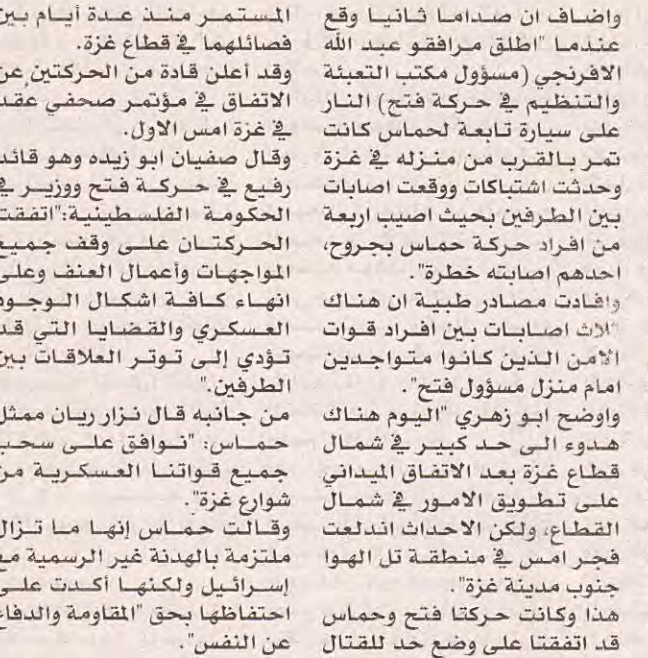 واضاف ان صداما ثانيا وقع
عندما "اطلق مرافقو عبد الله
الافرنجي (مسؤول مكتب التعبئة
والتنظيم في حركة فتح) النار
على سيارة تابعة لحماس كانت
تمر بالقرب من منزله في غزة
وحدثت اشتباكات ووقعت اصابات
بين الطرفين بحيث اصيب اربعة
من افراد حركة حماس بجروح،
احدهم اصابته خطرة".
وافادت مصادر طبية ان هناك
ثلاث اصابات بين افراد قوات
الامن الذين كانوا متواجدين
امام منزل مسؤول فتح".
واوضح ابو زهري "اليوم هناك
هدوء الى حد كبير في شمال
قطاع غزة بعد الاتفاق الميداني
على تطويق الامور في شمال
القطاع، ولكن الاحداث اندلعت
فجر امس في منطقة تل الهوا
جنوب مدينة غزة".
هذا وكانت حركتا فتح وحماس
قد اتفقتا على وضع حد للقتال
المستمر منذ عدة أيام بين
فصائلهما في قطاع غزة.
وقد أعلن قادة من الحركتين عن
الاتفاق في مؤتمر صحفي عُقد
في غزة امس الاول.
وقال صفيان ابو زيده وهو قائد
رفيع في حركة فتح ووزير في
الحكومة الفلسطينية:"اتفقت
الحركتان على وقف جميع
المواجهات وأعمال العنف وعلى
انهاء كافة اشكال الوجود
العسكري والقضايا التي قد
تؤدي إلى توتر العلاقات بين
الطرفين."
من جانبه قال نزار ريان ممثل
حماس: "نوافق على سحب
جميع قواتنا العسكرية من
شوارع غزة".
وقالت حماس إنها ما تزال
ملتزمة بالهدنة غير الرسمية مع
إسرائيل ولكنها أكدت على
احتفاظها بحق "المقاومة والدفاع
عن النفس".